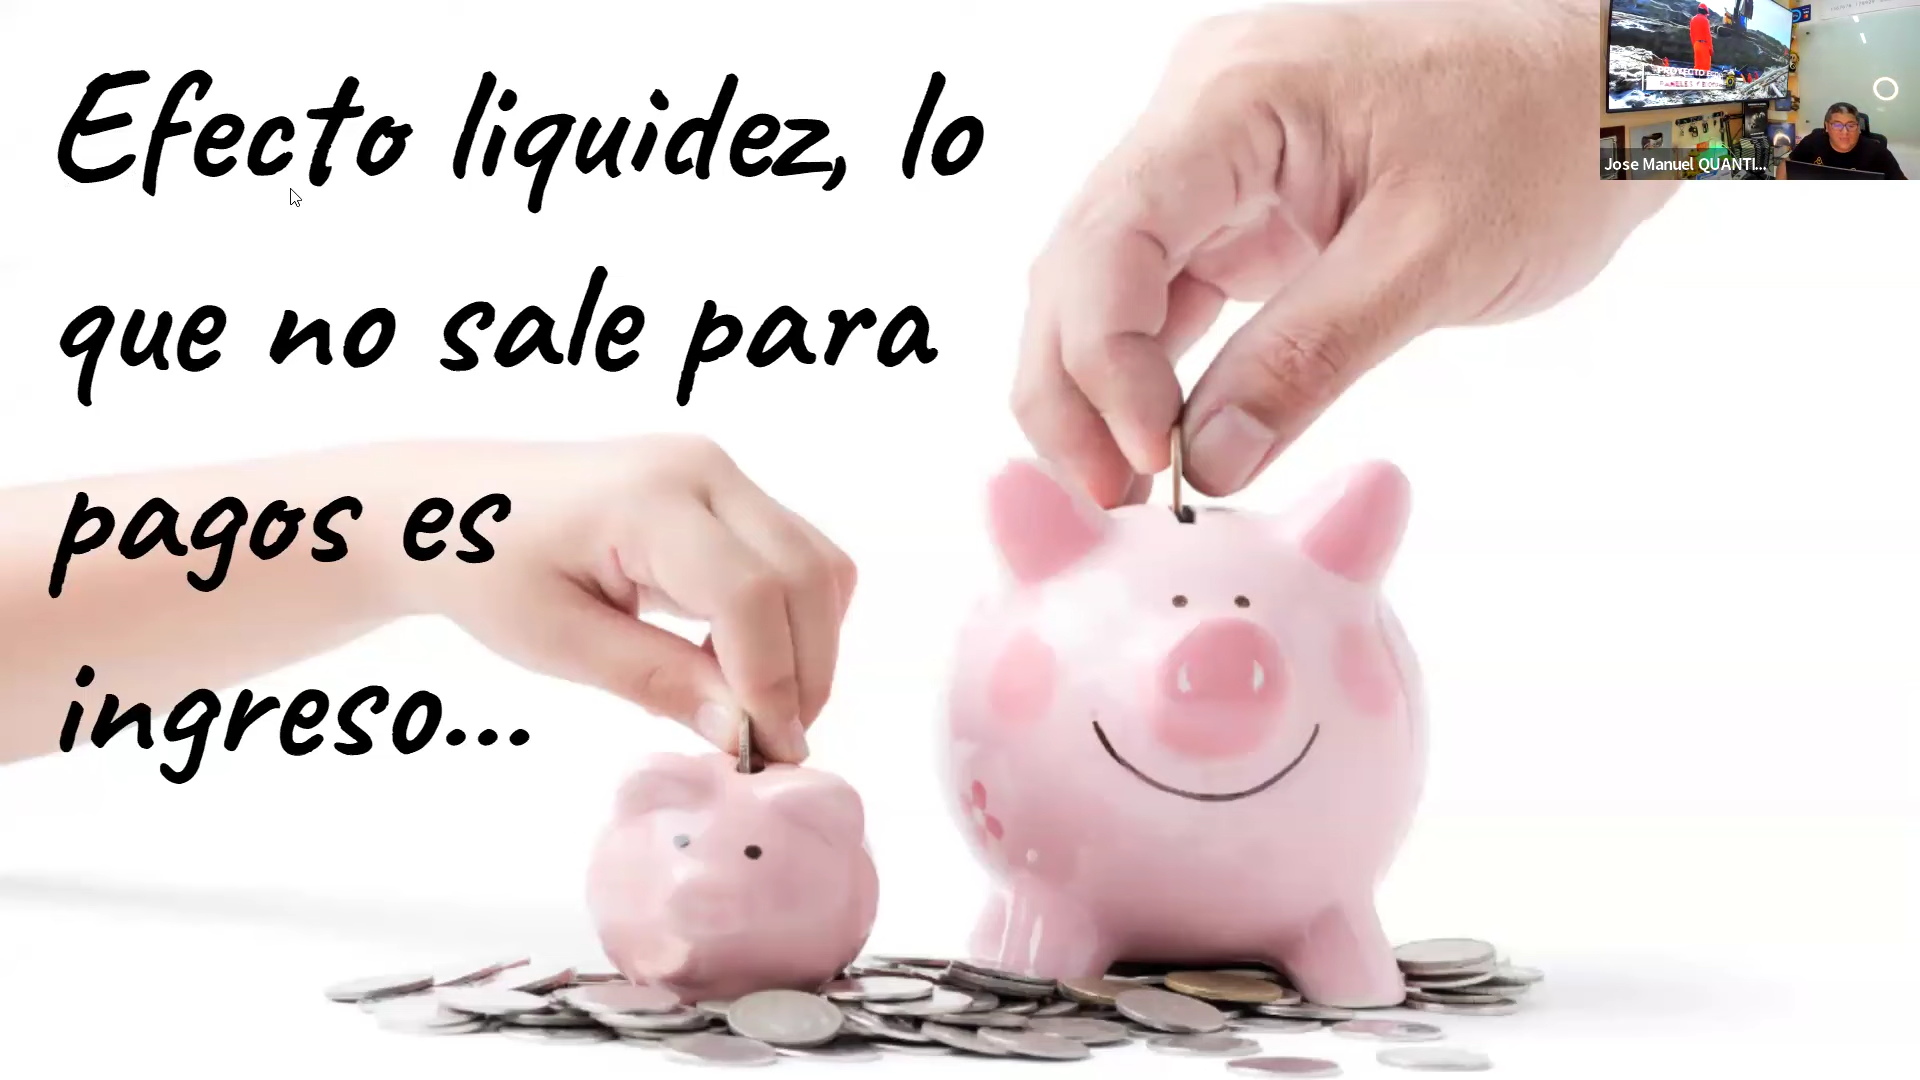 Efecto liquidez, lo
que no sale para
pagos es
ingreso...
Jose Manuel QUANTI...